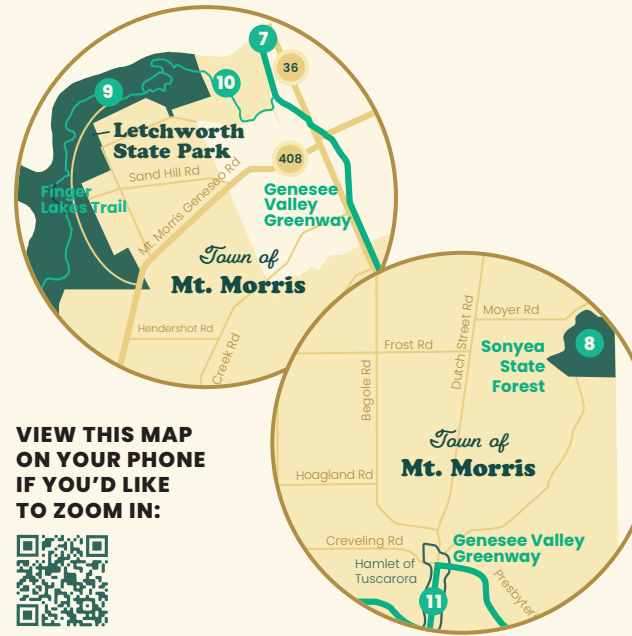 7
36
9
10
Letchworth
State Park
408
Sand Hill Rd
Mt. Morris Geneseo Rd
Finger
Lakes Trail
Genesee
Valley
Greenway
Town of
Mt. Morris
Hendershot Rd
Creek Rd
Dutch Street Rd
Moyer Rd
Frost Rd
Begole Rd
Sonyea
State
Forest
8
Town of
Mt. Morris
Hoagland Rd
Creveling Rd
Genesee Valley
Greenway
Hamlet of
Tuscarora
11
VIEW THIS MAP
ON YOUR PHONE
IF YOU’D LIKE
TO ZOOM IN: